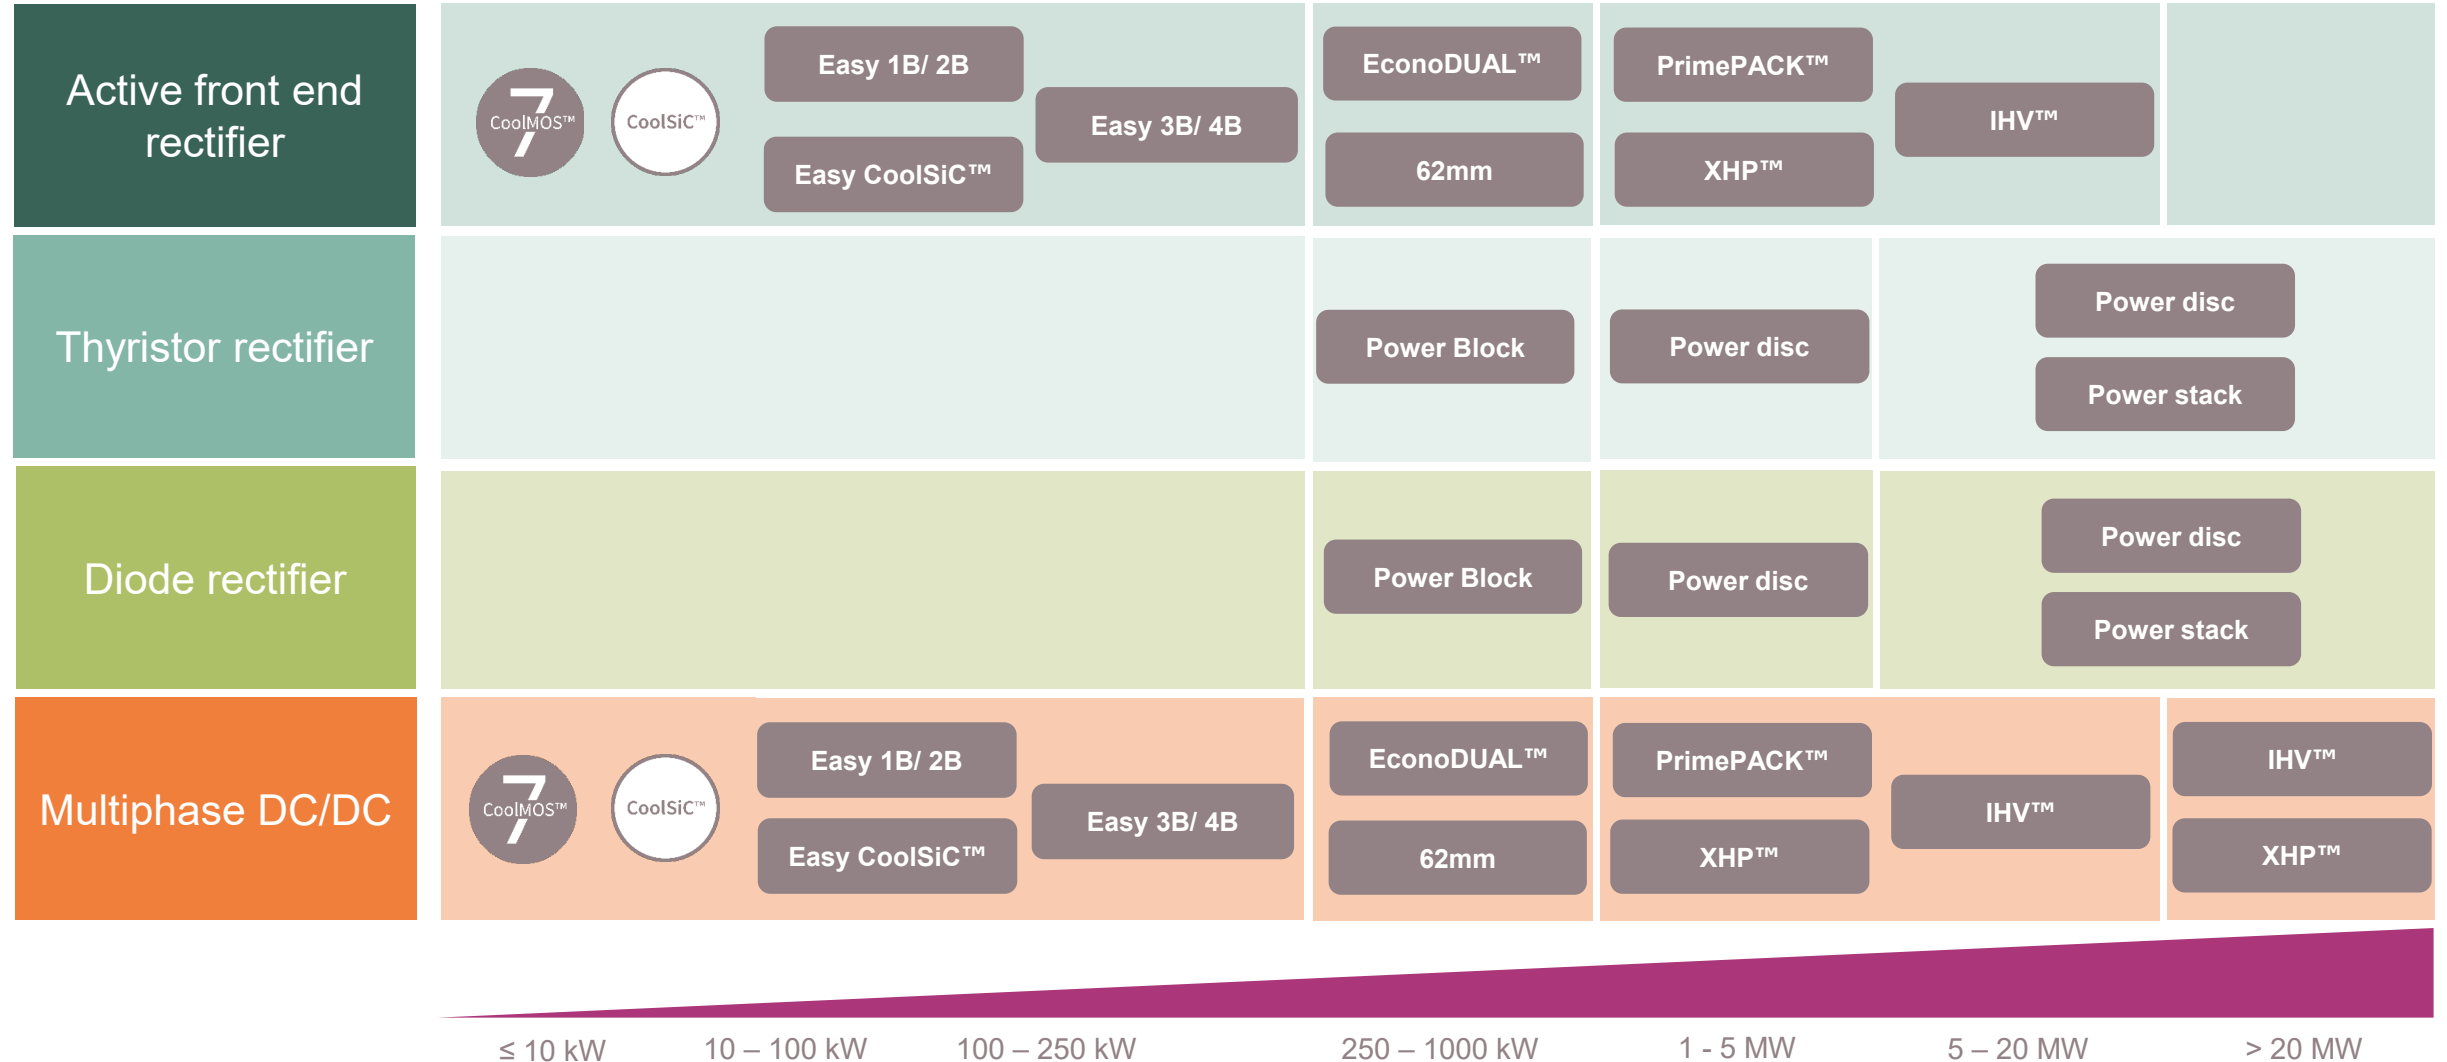 Active front end
rectifier
7
CoolMOS™
CoolSiC™
Easy 1B/ 2B
Easy CoolSiC™
Easy 3B/ 4B
EconoDUAL™
62mm
PrimePACK™
XHP™
IHV™
Thyristor rectifier
Power Block
Power disc
Power disc
Power stack
Diode rectifier
Power Block
Power disc
Power disc
Power stack
Multiphase DC/DC
7
CoolMOS™
CoolSiC™
Easy 1B/ 2B
Easy CoolSiC™
Easy 3B/ 4B
EconoDUAL™
62mm
PrimePACK™
XHP™
IHV™
IHV™
XHP™
≤ 10 kW
10 – 100 kW
100 – 250 kW
250 – 1000 kW
1 - 5 MW
5 – 20 MW
> 20 MW